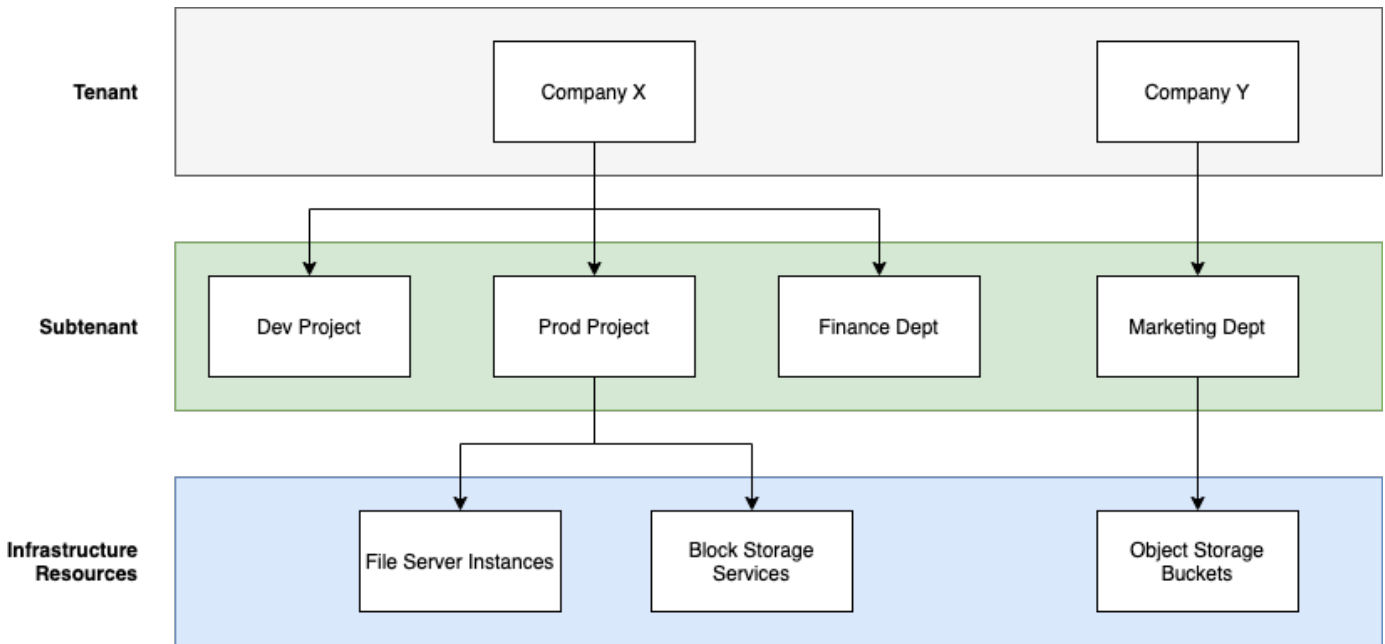 Tenant
Company X
Company Y
Subtenant
Dev Project
Prod Project
Finance Dept
Marketing Dept
Infrastructure
Resources
File Server Instances
Block Storage
Services
Object Storage
Buckets